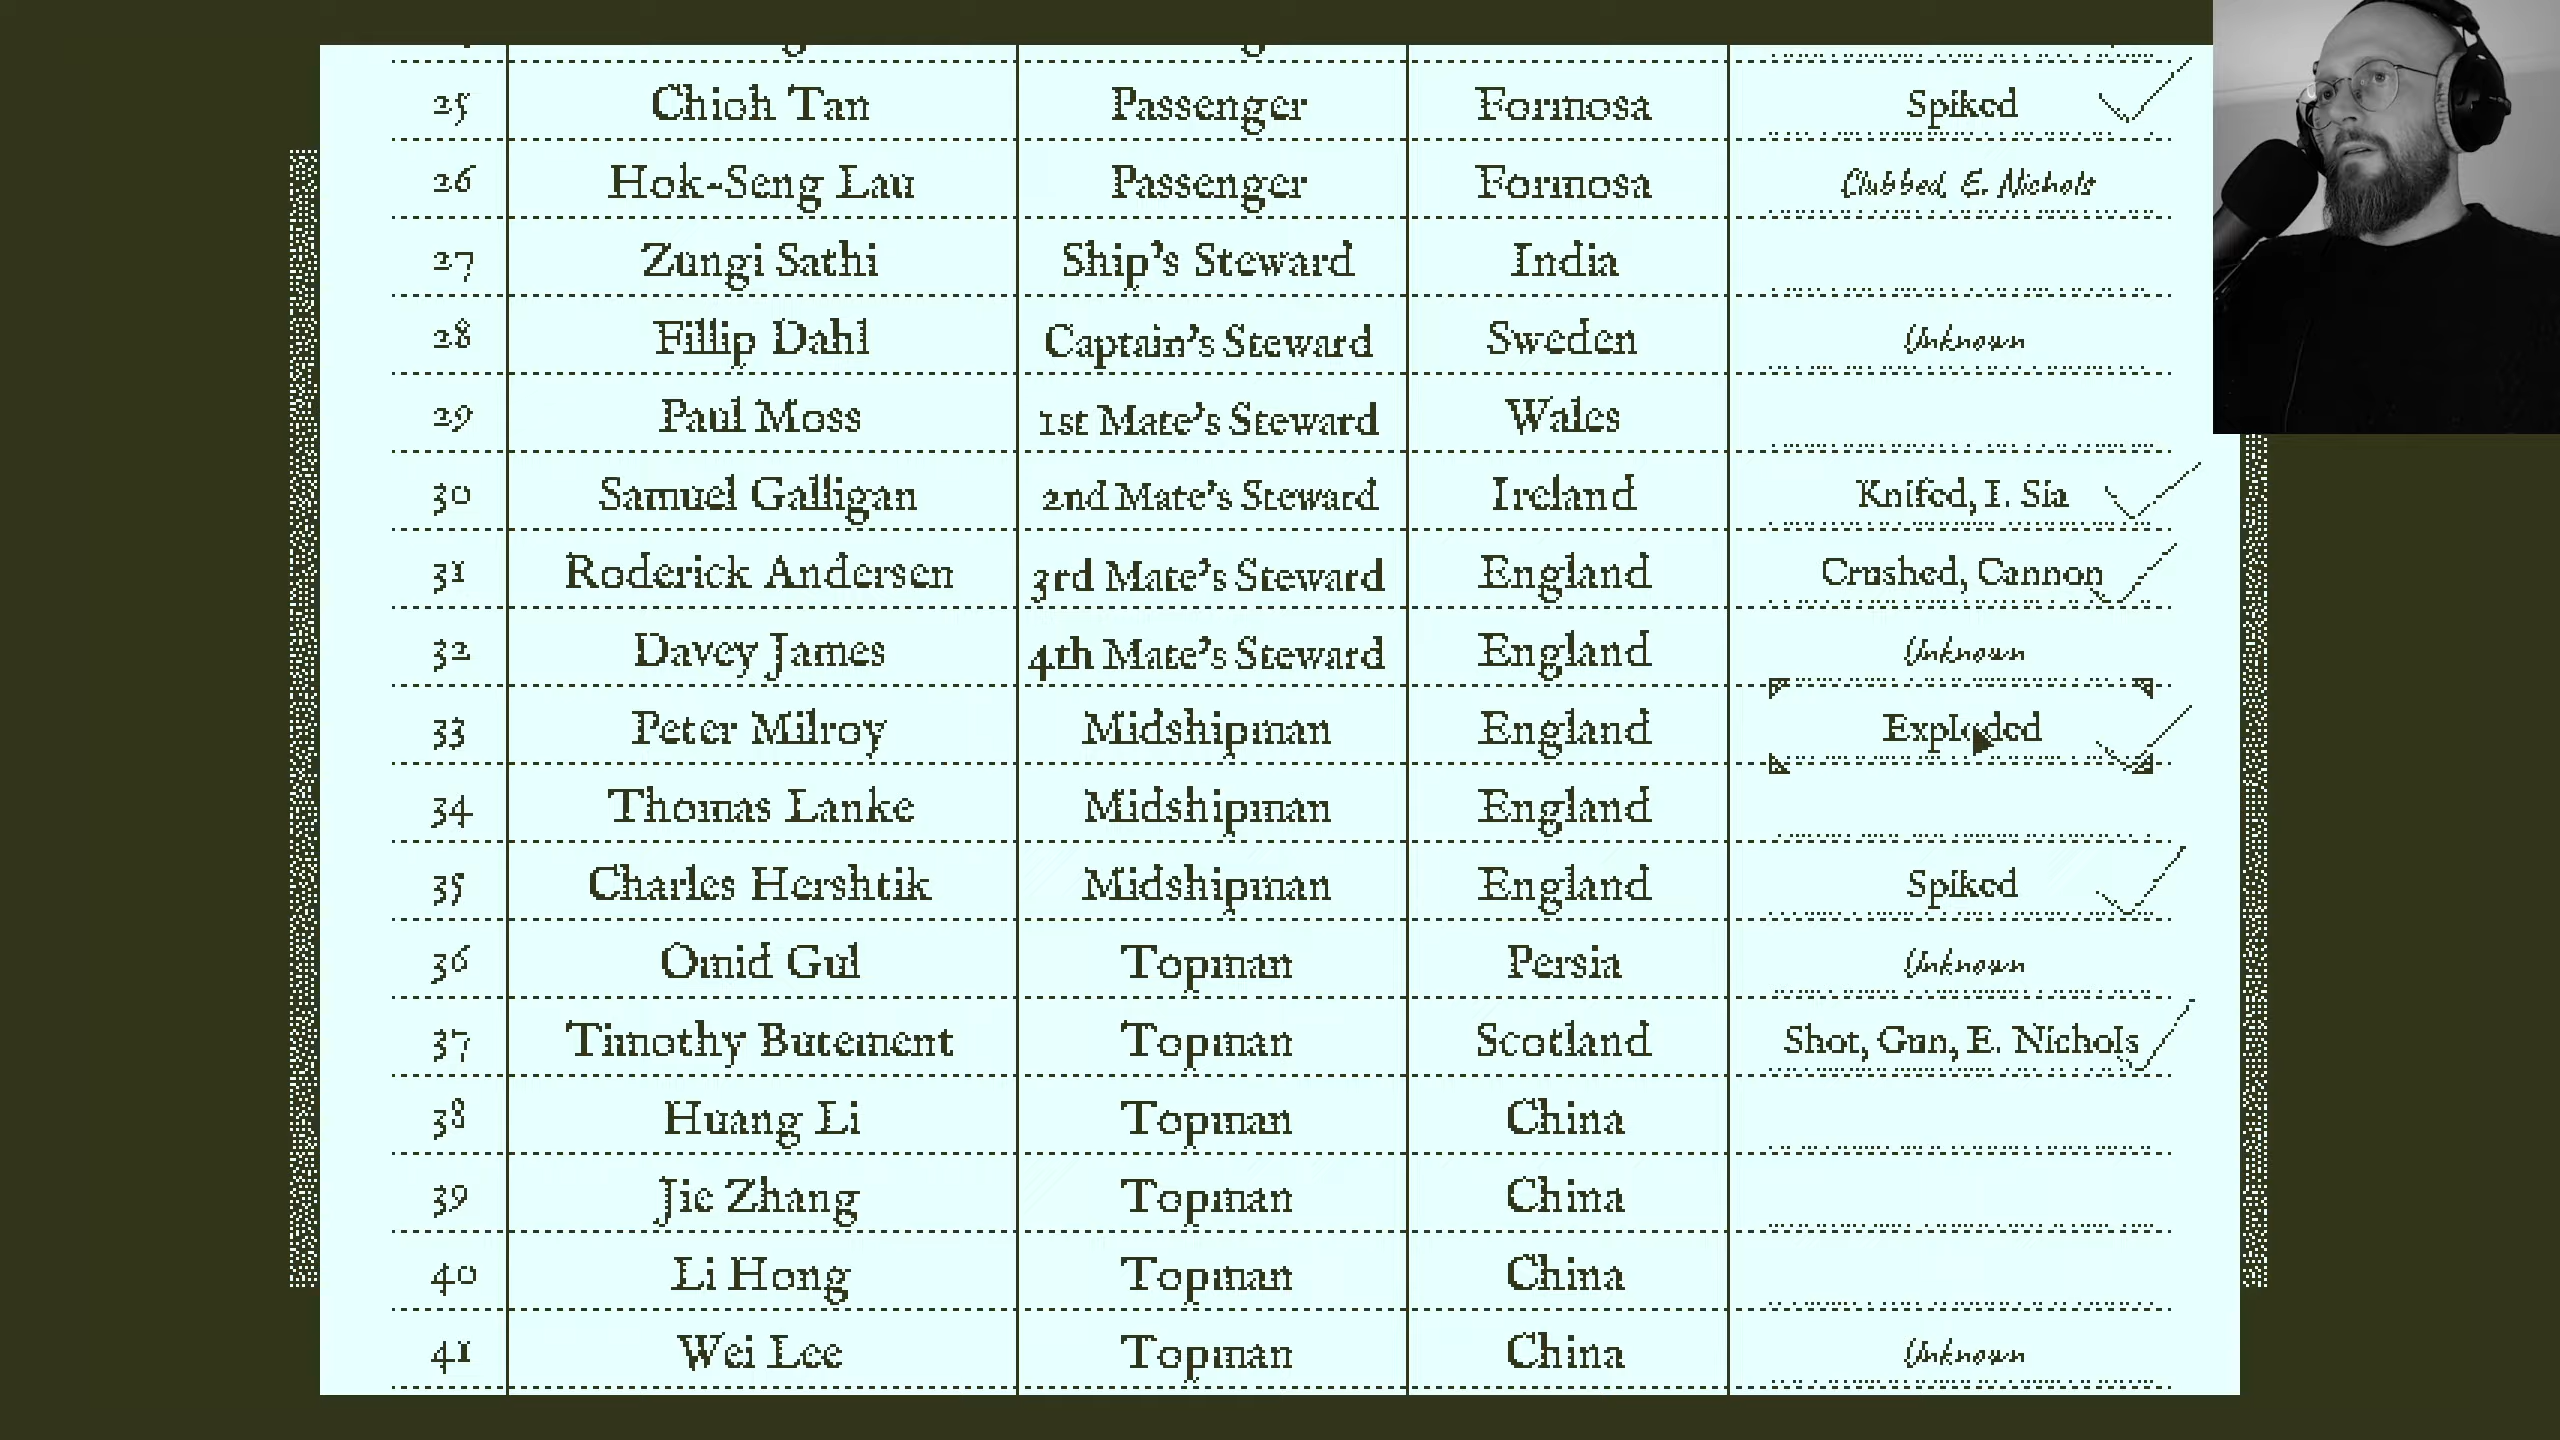 25 Chioh Tan Passenger Formosa Spiked
26 Hok-Seng Lau Passenger Formosa Clubbed, E. Nichols
27 Zungi Sathi Ship's Steward India
28 Fillip Dahl Captain's Steward Sweden Unknown
29 Paul Moss 1st Mate's Steward Wales
30 Samuel Galligan 2nd Mate's Steward Ireland Knifed, I. Sia
31 Roderick Andersen 3rd Mate's Steward England Crushed, Cannon
32 Davey James 4th Mate's Steward England Unknown
33 Peter Milroy Midshipman England Exploded
34 Thomas Lanke Midshipman England
35 Charles Hershtik Midshipman England Spiked
36 Omid Gul Topman Persia Unknown
37 Timothy Butement Topman Scotland Shot, Gun, E. Nichols
38 Huang Li Topman China
39 Jie Zhang Topman China
40 Li Hong Topman China
41 Wei Lee Topman China Unknown